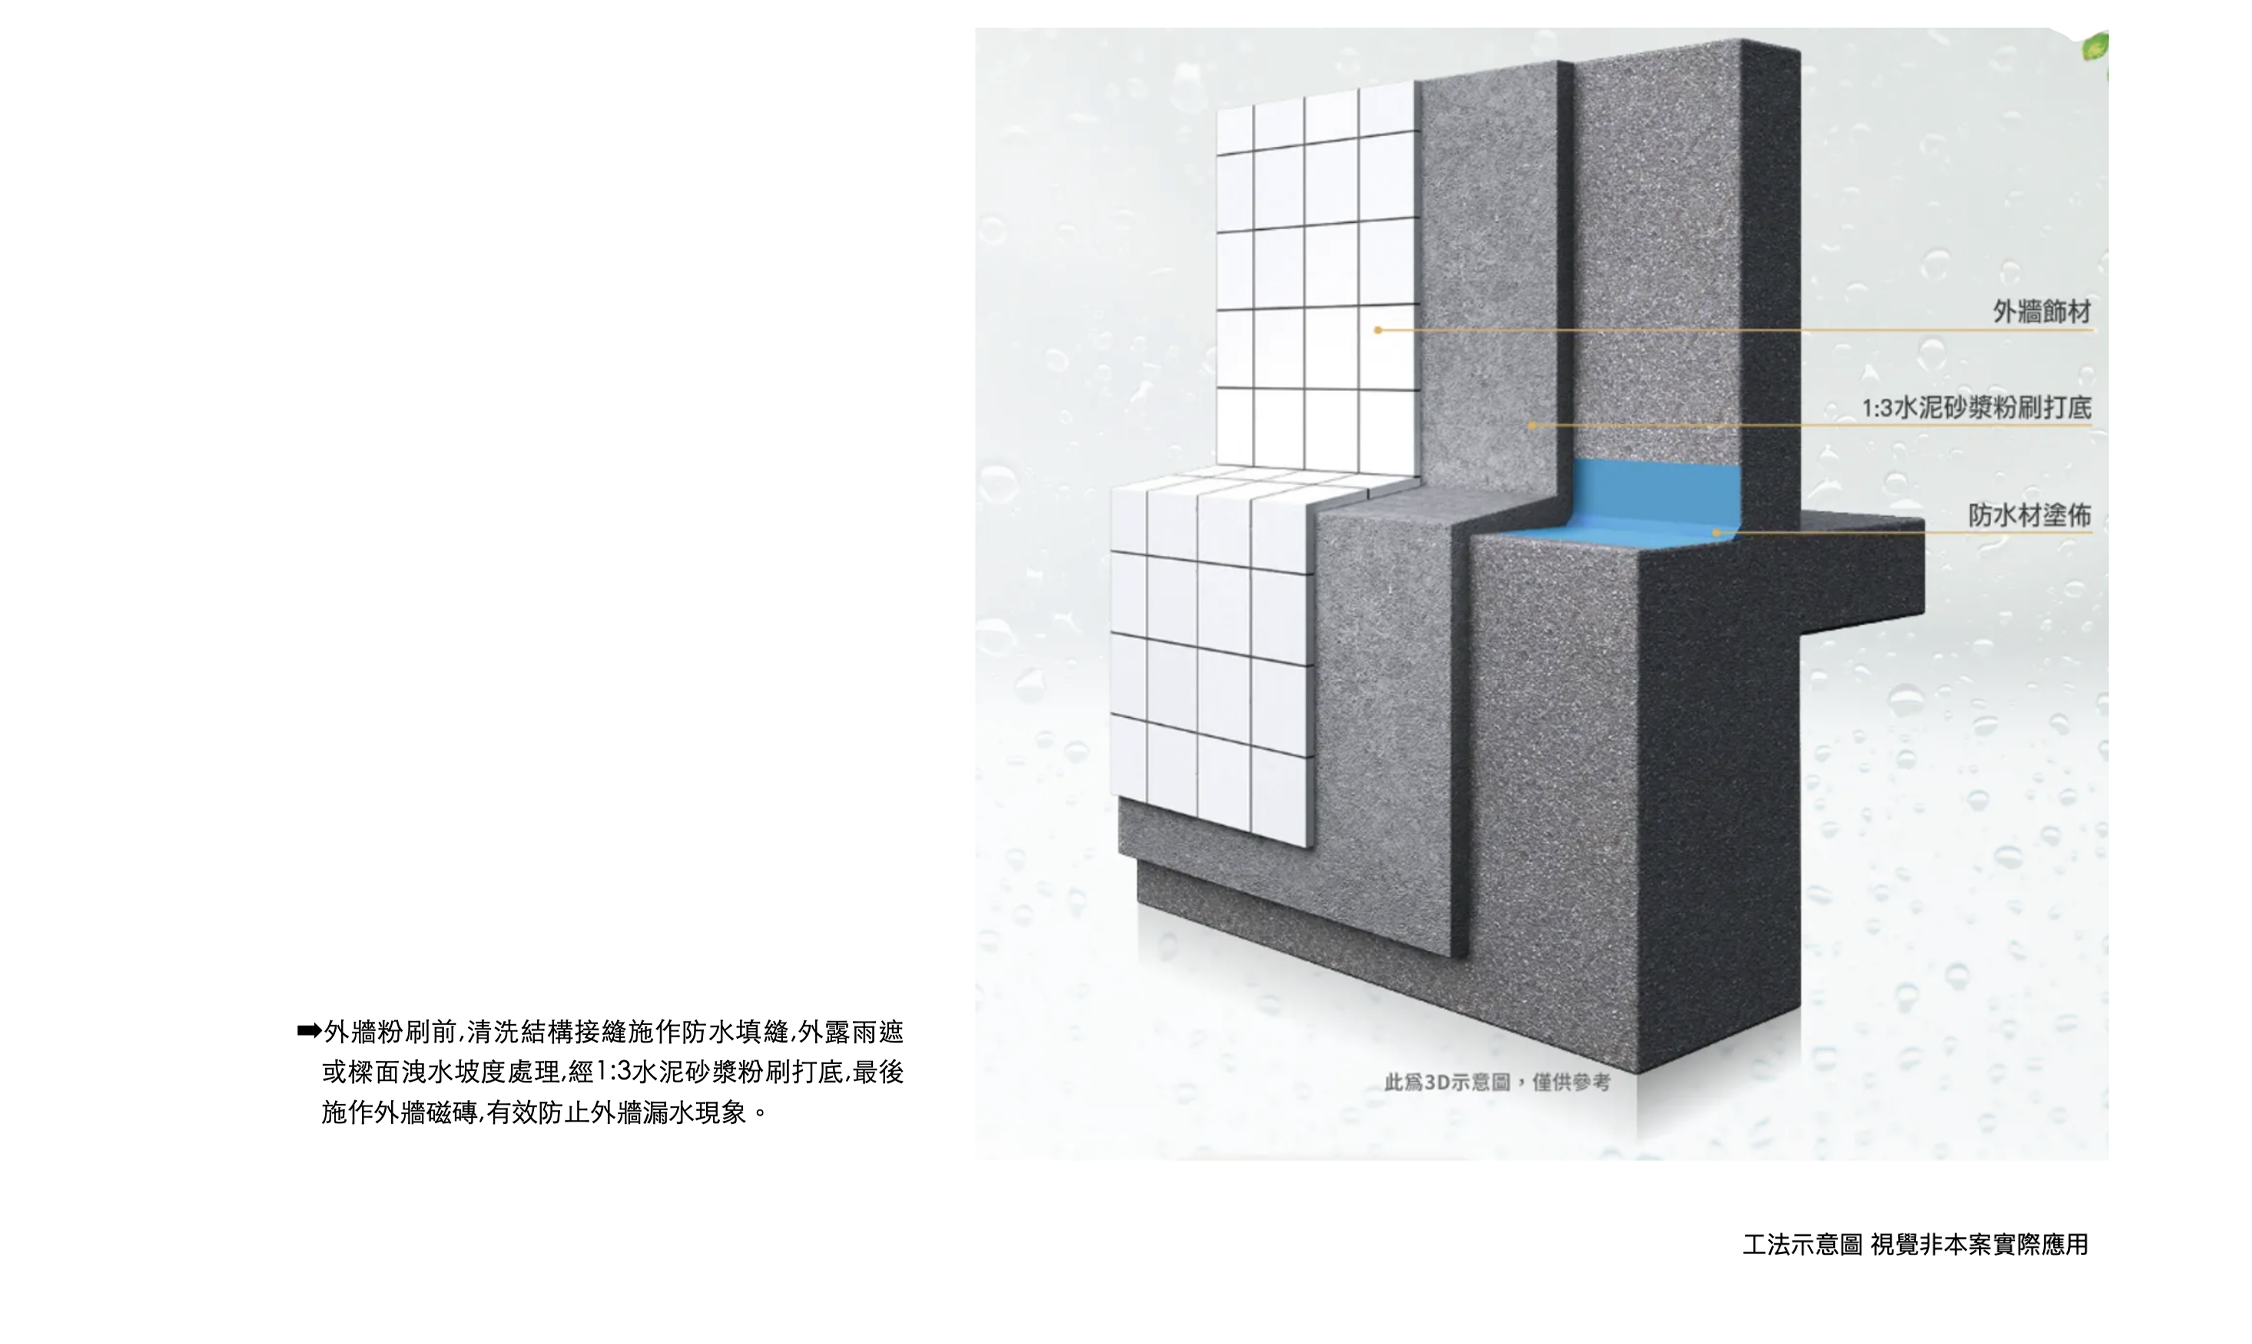 外牆飾材
1:3水泥砂漿粉刷打底
防水材塗佈
➡外牆粉刷前,清洗結構接縫施作防水填縫,外露雨遮
或樑面洩水坡度處理,經1:3水泥砂漿粉刷打底,最後
施作外牆磁磚,有效防止外牆漏水現象。
此為3D示意圖，僅供參考
工法示意圖 視覺非本案實際應用